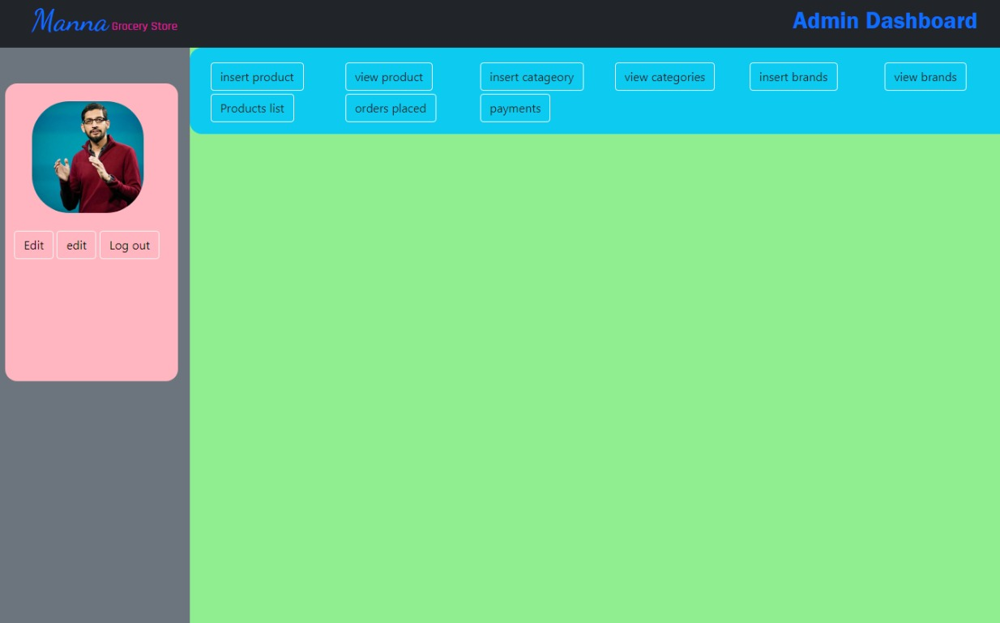 Manna Grocery Store
Admin Dashboard
insert product
view product
insert catageory
view categories
insert brands
view brands
Products list
orders placed
payments
Edit
edit
Log out